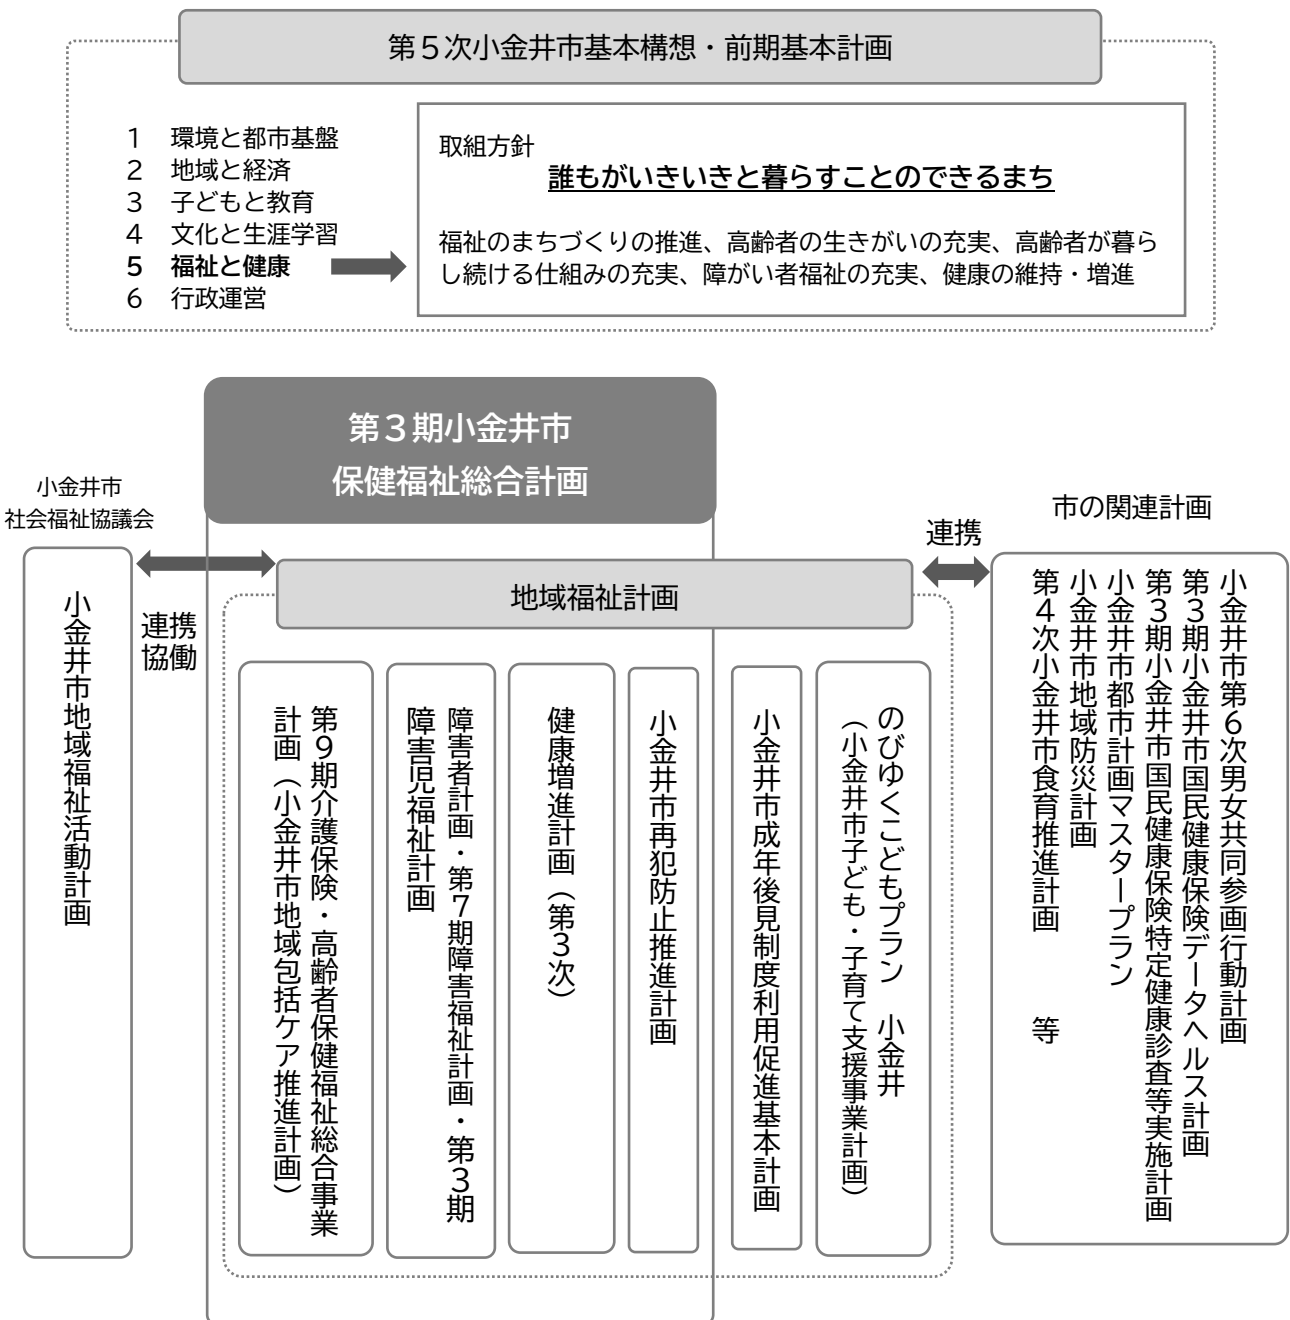 第５次小金井市基本構想・前期基本計画
１　環境と都市基盤
２　地域と経済
３　子どもと教育
４　文化と生涯学習
５　福祉と健康
６　行政運営
取組方針
誰もがいきいきと暮らすことのできるまち
福祉のまちづくりの推進、高齢者の生きがいの充実、高齢者が暮ら
し続ける仕組みの充実、障がい者福祉の充実、健康の維持・増進
第３期小金井市
保健福祉総合計画
小金井市
社会福祉協議会
小金井市地域福祉活動計画
連携
協働
地域福祉計画
第９期介護保険・高齢者保健福祉総合事業
計画（小金井市地域包括ケア推進計画）
障害者計画・第７期障害福祉計画・第３期
障害児福祉計画
健康増進計画（第３次）
小金井市再犯防止推進計画
小金井市成年後見制度利用促進基本計画
のびゆくこどもプラン　小金井
（小金井市子ども・子育て支援事業計画）
連携
市の関連計画
小金井市第６次男女共同参画行動計画
第３期小金井市国民健康保険データヘルス計画
第３期小金井市国民健康保険特定健康診査等実施計画
小金井市都市計画マスタープラン
小金井市地域防災計画
第４次小金井市食育推進計画　　等